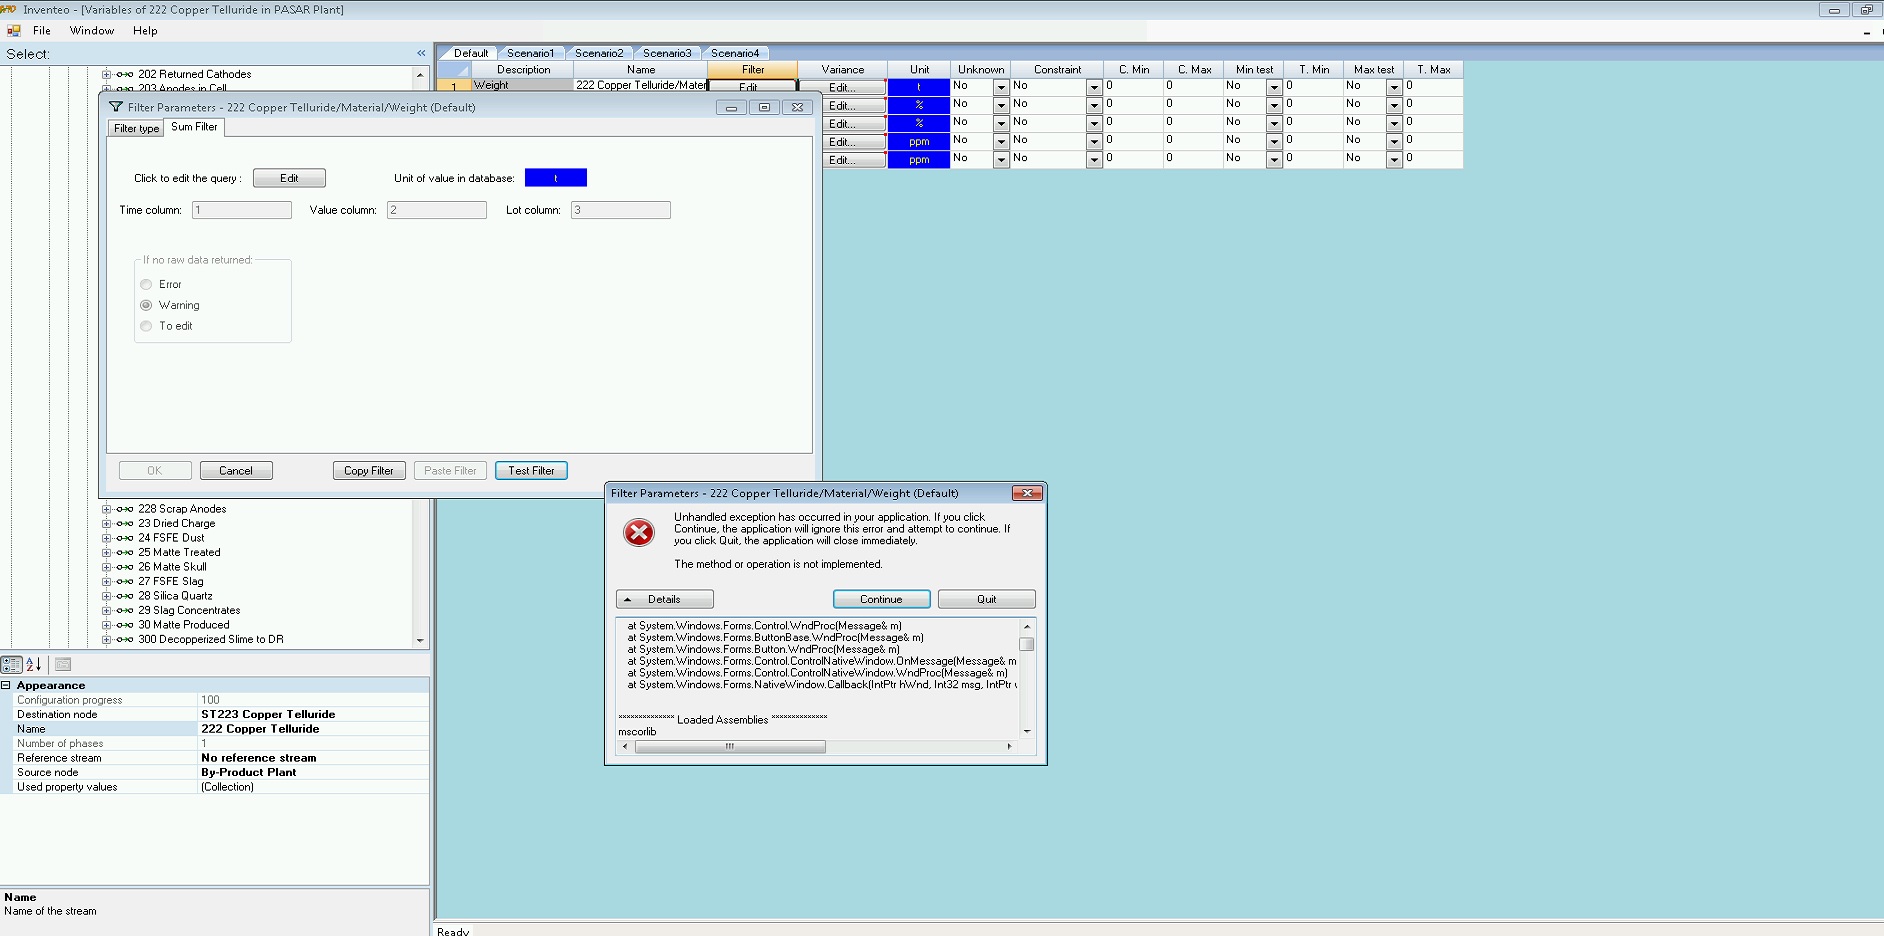 Inventeo - [Variables of 222 Copper Telluride in PASAR Plant]
File Window Help
Select: «
202 Returned Cathodes
203 Anodes in Cell
Default Scenario1 Scenario2 Scenario3 Scenario4
Description Name Filter Variance Unit Unknown Constraint C. Min C. Max Min test T. Min Max test T. Max
1 Weight 222 Copper Telluride/Mater Edit... Edit... t No No 0 0 No 0 No 0
Edit... % No No 0 0 No 0 No 0
Edit... % No No 0 0 No 0 No 0
Edit... ppm No No 0 0 No 0 No 0
Edit... ppm No No 0 0 No 0 No 0
Filter Parameters - 222 Copper Telluride/Material/Weight (Default)
Filter type Sum Filter
Click to edit the query : Edit Unit of value in database: t
Time column: 1 Value column: 2 Lot column: 3
If no raw data returned:
Error
Warning
To edit
OK Cancel Copy Filter Paste Filter Test Filter
228 Scrap Anodes
23 Dried Charge
24 FSFE Dust
25 Matte Treated
26 Matte Skull
27 FSFE Slag
28 Silica Quartz
29 Slag Concentrates
30 Matte Produced
300 Decopperized Slime to DR
Filter Parameters - 222 Copper Telluride/Material/Weight (Default)
Unhandled exception has occurred in your application. If you click
Continue, the application will ignore this error and attempt to continue. If
you click Quit, the application will close immediately.
The method or operation is not implemented.
Details Continue Quit
at System.Windows.Forms.Control.WndProc(Message& m)
at System.Windows.Forms.ButtonBase.WndProc(Message& m)
at System.Windows.Forms.Button.WndProc(Message& m)
at System.Windows.Forms.Control.ControlNativeWindow.OnMessage(Message& m
at System.Windows.Forms.Control.ControlNativeWindow.WndProc(Message& m)
at System.Windows.Forms.NativeWindow.Callback(IntPtr hWnd, Int32 msg, IntPtr
************** Loaded Assemblies **************
mscorlib
Appearance
Configuration progress 100
Destination node ST223 Copper Telluride
Name 222 Copper Telluride
Number of phases 1
Reference stream No reference stream
Source node By-Product Plant
Used property values (Collection)
Name
Name of the stream
Ready